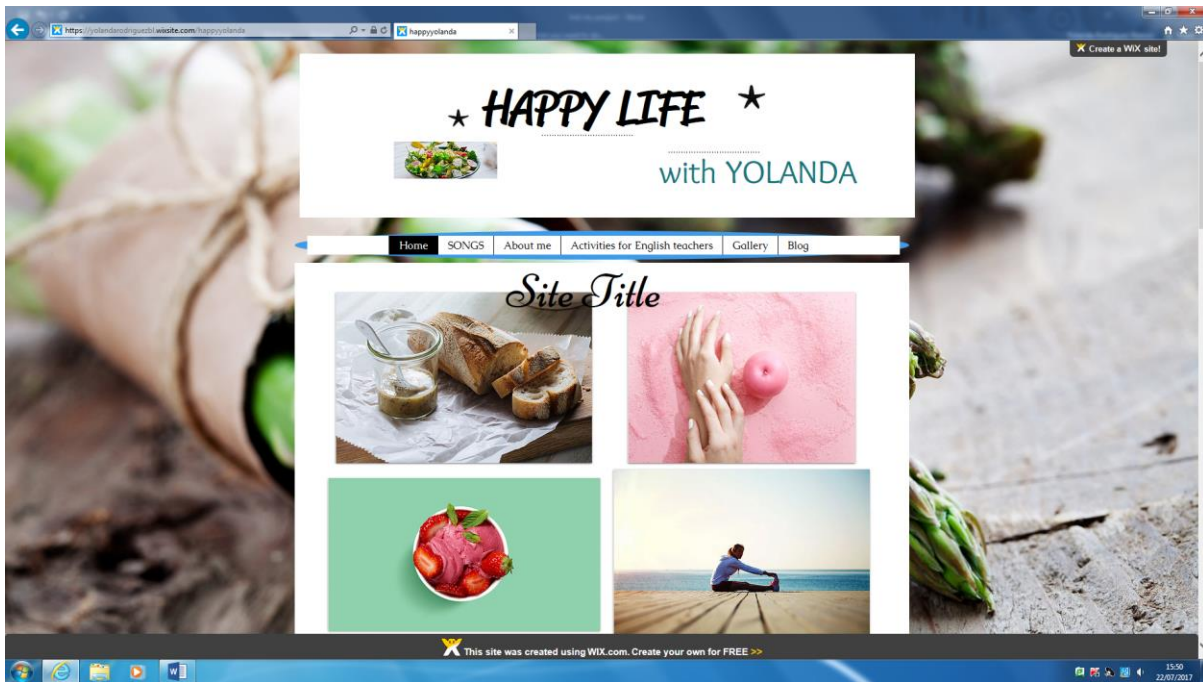 https://yolandarodriguezbl.wixsite.com/happyyolanda
happyyolanda
Create a WiX site!
HAPPY LIFE
with YOLANDA
Home
SONGS
About me
Activities for English teachers
Gallery
Blog
Site Title
This site was created using WIX.com. Create your own for FREE >>
15:50
22/07/2017